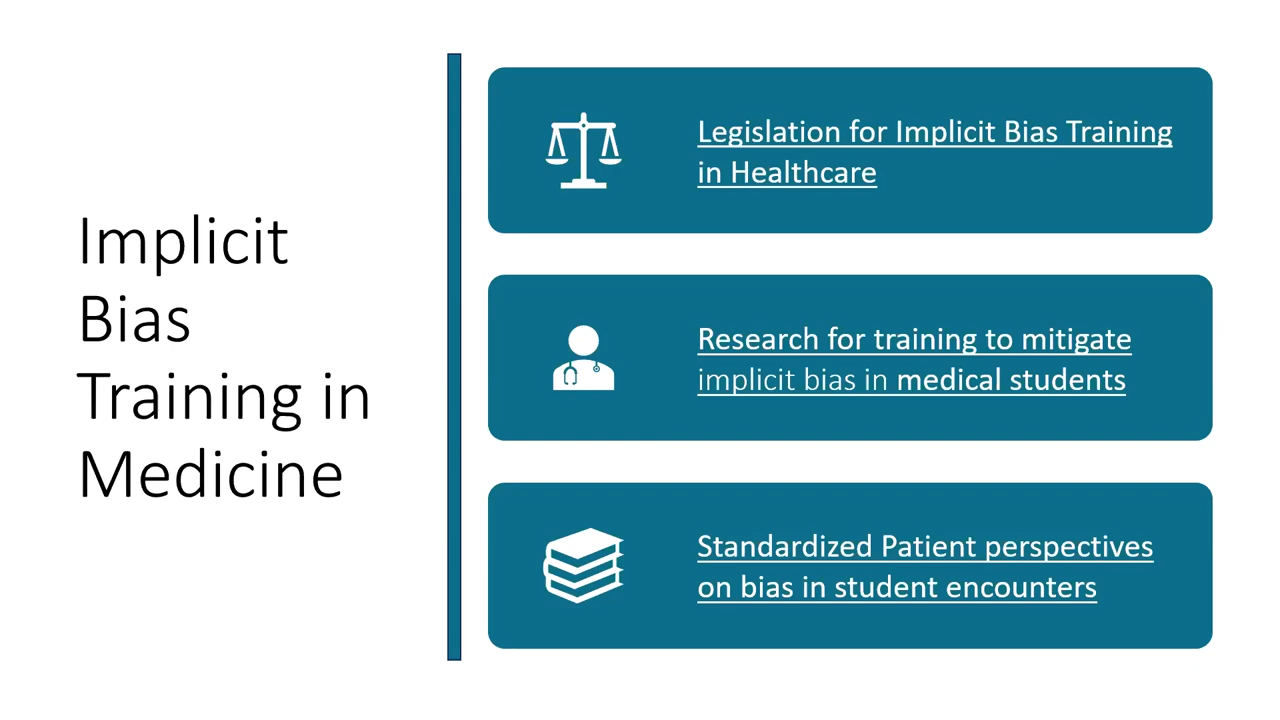 Implicit
Bias
Training in
Medicine
Legislation for Implicit Bias Training
in Healthcare
Research for training to mitigate
implicit bias in medical students
Standardized Patient perspectives
on bias in student encounters